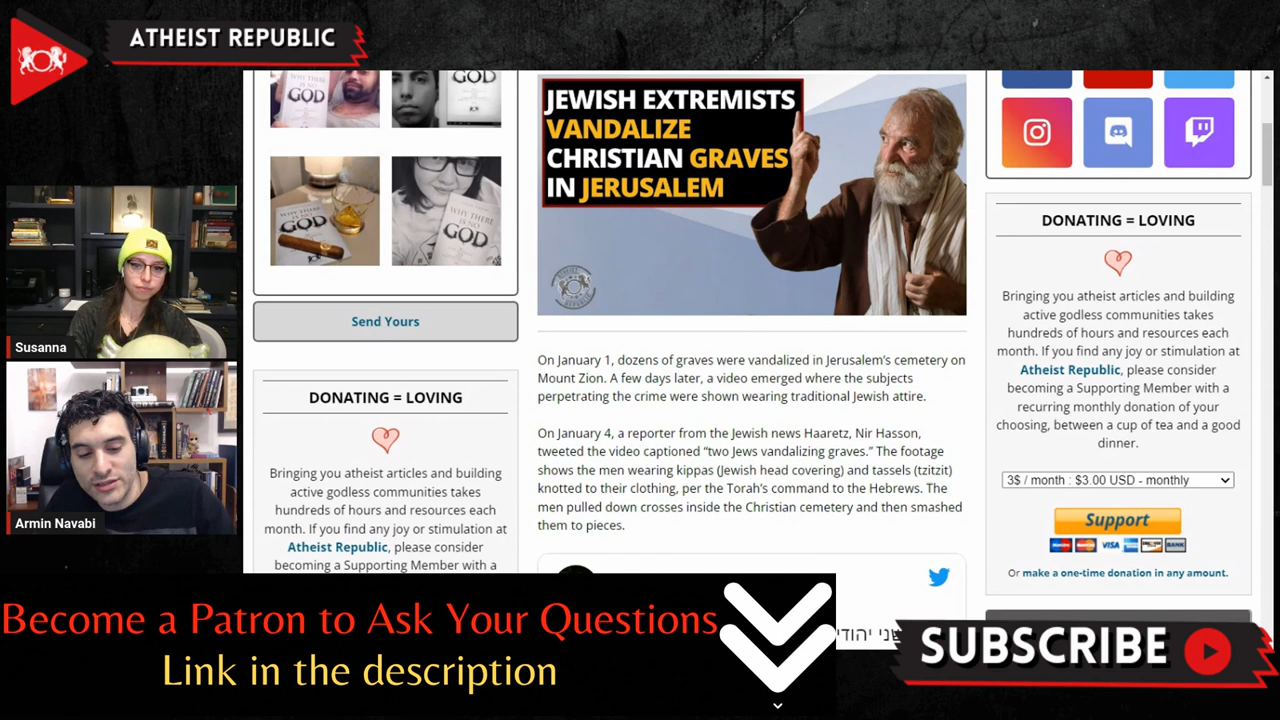 ATHEIST REPUBLIC
Susanna
Armin Navabi
GOD
WHY THERE
IS NO
GOD
WHY THERE
IS NO
GOD
Send Yours
DONATING = LOVING
Bringing you atheist articles and building
active godless communities takes
hundreds of hours and resources each
month. If you find any joy or stimulation at
Atheist Republic, please consider
becoming a Supporting Member with a
JEWISH EXTREMISTS
VANDALIZE
CHRISTIAN GRAVES
IN JERUSALEM
On January 1, dozens of graves were vandalized in Jerusalem's cemetery on
Mount Zion. A few days later, a video emerged where the subjects
perpetrating the crime were shown wearing traditional Jewish attire.
On January 4, a reporter from the Jewish news Haaretz, Nir Hasson,
tweeted the video captioned “two Jews vandalizing graves.” The footage
shows the men wearing kippas (Jewish head covering) and tassels (tzitzit)
knotted to their clothing, per the Torah's command to the Hebrews. The
men pulled down crosses inside the Christian cemetery and then smashed
them to pieces.
DONATING = LOVING
Bringing you atheist articles and building
active godless communities takes
hundreds of hours and resources each
month. If you find any joy or stimulation at
Atheist Republic, please consider
becoming a Supporting Member with a
recurring monthly donation of your
choosing, between a cup of tea and a good
dinner.
3$ / month : $3.00 USD - monthly
Support
VISA
BANK
Or make a one-time donation in any amount.
Become a Patron to Ask Your Questions
Link in the description
SUBSCRIBE